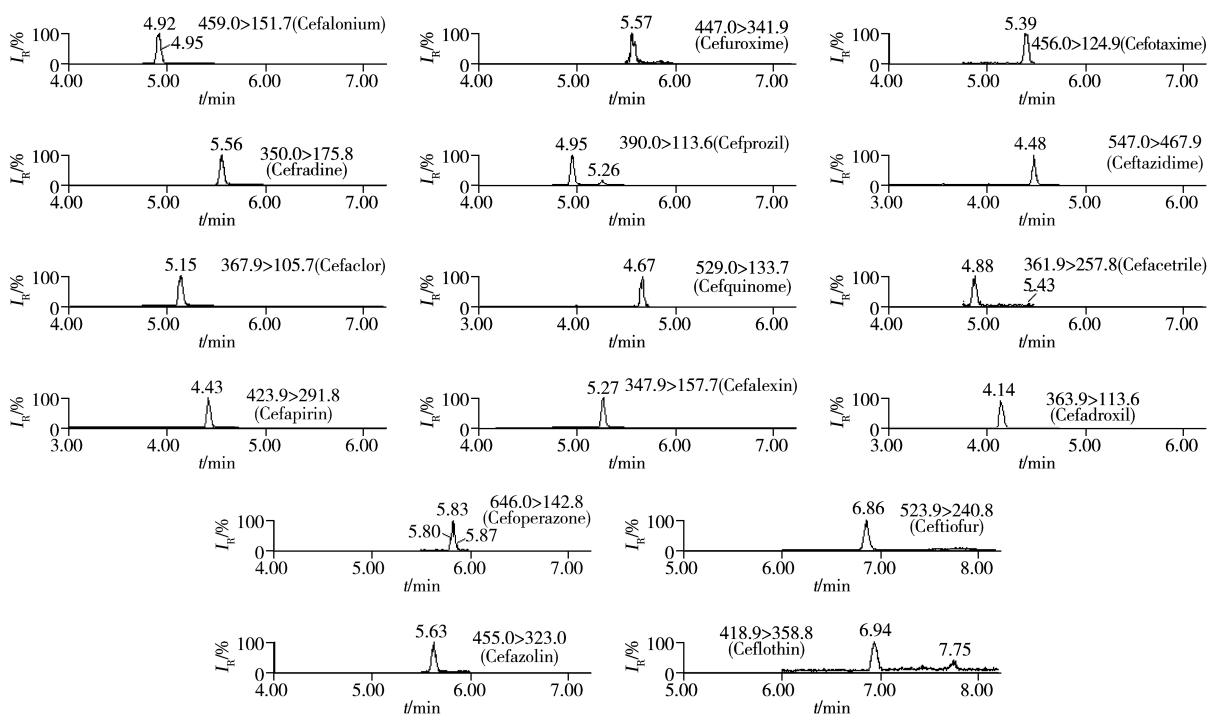 4.92 459.0>151.7(Cefalonium)
4.95
I_R/%
100
0
4.00 5.00 6.00 7.00
t/min
5.57 447.0>341.9
(Cefuroxime)
I_R/%
100
0
4.00 5.00 6.00 7.00
t/min
5.39
456.0>124.9(Cefotaxime)
I_R/%
100
0
4.00 5.00 6.00 7.00
t/min
5.56 350.0>175.8
(Cefradine)
I_R/%
100
0
4.00 5.00 6.00 7.00
t/min
4.95 390.0>113.6(Cefprozil)
5.26
I_R/%
100
0
4.00 5.00 6.00 7.00
t/min
4.48 547.0>467.9
(Ceftazidime)
I_R/%
100
0
3.00 4.00 5.00 6.00
t/min
5.15 367.9>105.7(Cefaclor)
I_R/%
100
0
4.00 5.00 6.00 7.00
t/min
4.67 529.0>133.7
(Cefquinome)
I_R/%
100
0
3.00 4.00 5.00 6.00
t/min
4.88 361.9>257.8(Cefacetrile)
5.43
I_R/%
100
0
4.00 5.00 6.00 7.00
t/min
4.43 423.9>291.8
(Cefapirin)
I_R/%
100
0
3.00 4.00 5.00 6.00
t/min
5.27 347.9>157.7(Cefalexin)
I_R/%
100
0
4.00 5.00 6.00 7.00
t/min
4.14 363.9>113.6
(Cefadroxil)
I_R/%
100
0
3.00 4.00 5.00 6.00
t/min
5.83 646.0>142.8
(Cefoperazone)
5.80 5.87
I_R/%
100
0
4.00 5.00 6.00 7.00
t/min
6.86 523.9>240.8
(Ceftiofur)
I_R/%
100
0
5.00 6.00 7.00 8.00
t/min
5.63 455.0>323.0
(Cefazolin)
I_R/%
100
0
4.00 5.00 6.00 7.00
t/min
418.9>358.8 6.94
(Ceflothin)
7.75
I_R/%
100
0
5.00 6.00 7.00 8.00
t/min